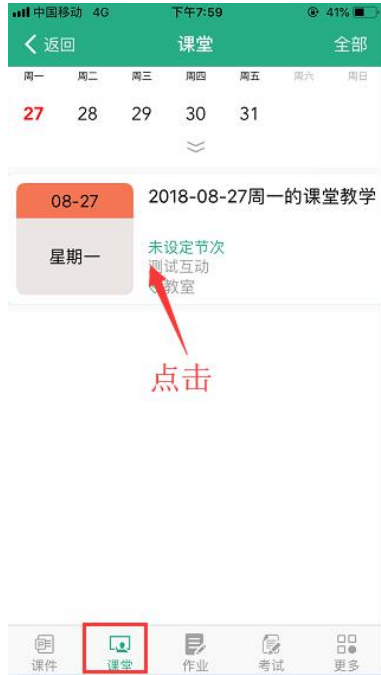 中国移动 4G 下午7:59 41%
返回 课堂 全部
周一 周二 周三 周四 周五 周六 周日
27 28 29 30 31
08-27
星期一
2018-08-27周一的课堂教学
未设定节次
测试互动
教室
点击
课件 课堂 作业 考试 更多